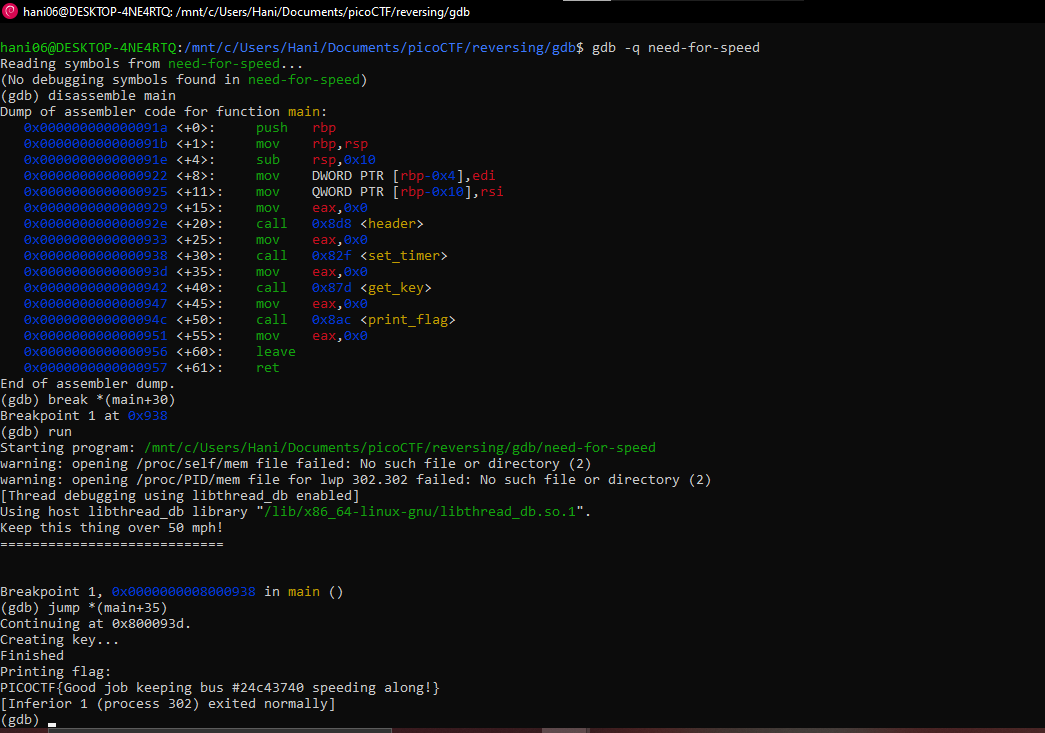 hani06@DESKTOP-4NE4RTQ: /mnt/c/Users/Hani/Documents/picoCTF/reversing/gdb
hani06@DESKTOP-4NE4RTQ:/mnt/c/Users/Hani/Documents/picoCTF/reversing/gdb$ gdb -q need-for-speed
Reading symbols from need-for-speed...
(No debugging symbols found in need-for-speed)
(gdb) disassemble main
Dump of assembler code for function main:
   0x000000000000091a <+0>:     push   rbp
   0x000000000000091b <+1>:     mov    rbp,rsp
   0x000000000000091e <+4>:     sub    rsp,0x10
   0x0000000000000922 <+8>:     mov    DWORD PTR [rbp-0x4],edi
   0x0000000000000925 <+11>:    mov    QWORD PTR [rbp-0x10],rsi
   0x0000000000000929 <+15>:    mov    eax,0x0
   0x000000000000092e <+20>:    call   0x8d8 <header>
   0x0000000000000933 <+25>:    mov    eax,0x0
   0x0000000000000938 <+30>:    call   0x82f <set_timer>
   0x000000000000093d <+35>:    mov    eax,0x0
   0x0000000000000942 <+40>:    call   0x87d <get_key>
   0x0000000000000947 <+45>:    mov    eax,0x0
   0x000000000000094c <+50>:    call   0x8ac <print_flag>
   0x0000000000000951 <+55>:    mov    eax,0x0
   0x0000000000000956 <+60>:    leave
   0x0000000000000957 <+61>:    ret
End of assembler dump.
(gdb) break *(main+30)
Breakpoint 1 at 0x938
(gdb) run
Starting program: /mnt/c/Users/Hani/Documents/picoCTF/reversing/gdb/need-for-speed
warning: opening /proc/self/mem file failed: No such file or directory (2)
warning: opening /proc/PID/mem file for lwp 302.302 failed: No such file or directory (2)
[Thread debugging using libthread_db enabled]
Using host libthread_db library "/lib/x86_64-linux-gnu/libthread_db.so.1".
Keep this thing over 50 mph!
============================
Breakpoint 1, 0x0000000008000938 in main ()
(gdb) jump *(main+35)
Continuing at 0x800093d.
Creating key...
Finished
Printing flag:
PICOCTF{Good job keeping bus #24c43740 speeding along!}
[Inferior 1 (process 302) exited normally]
(gdb)